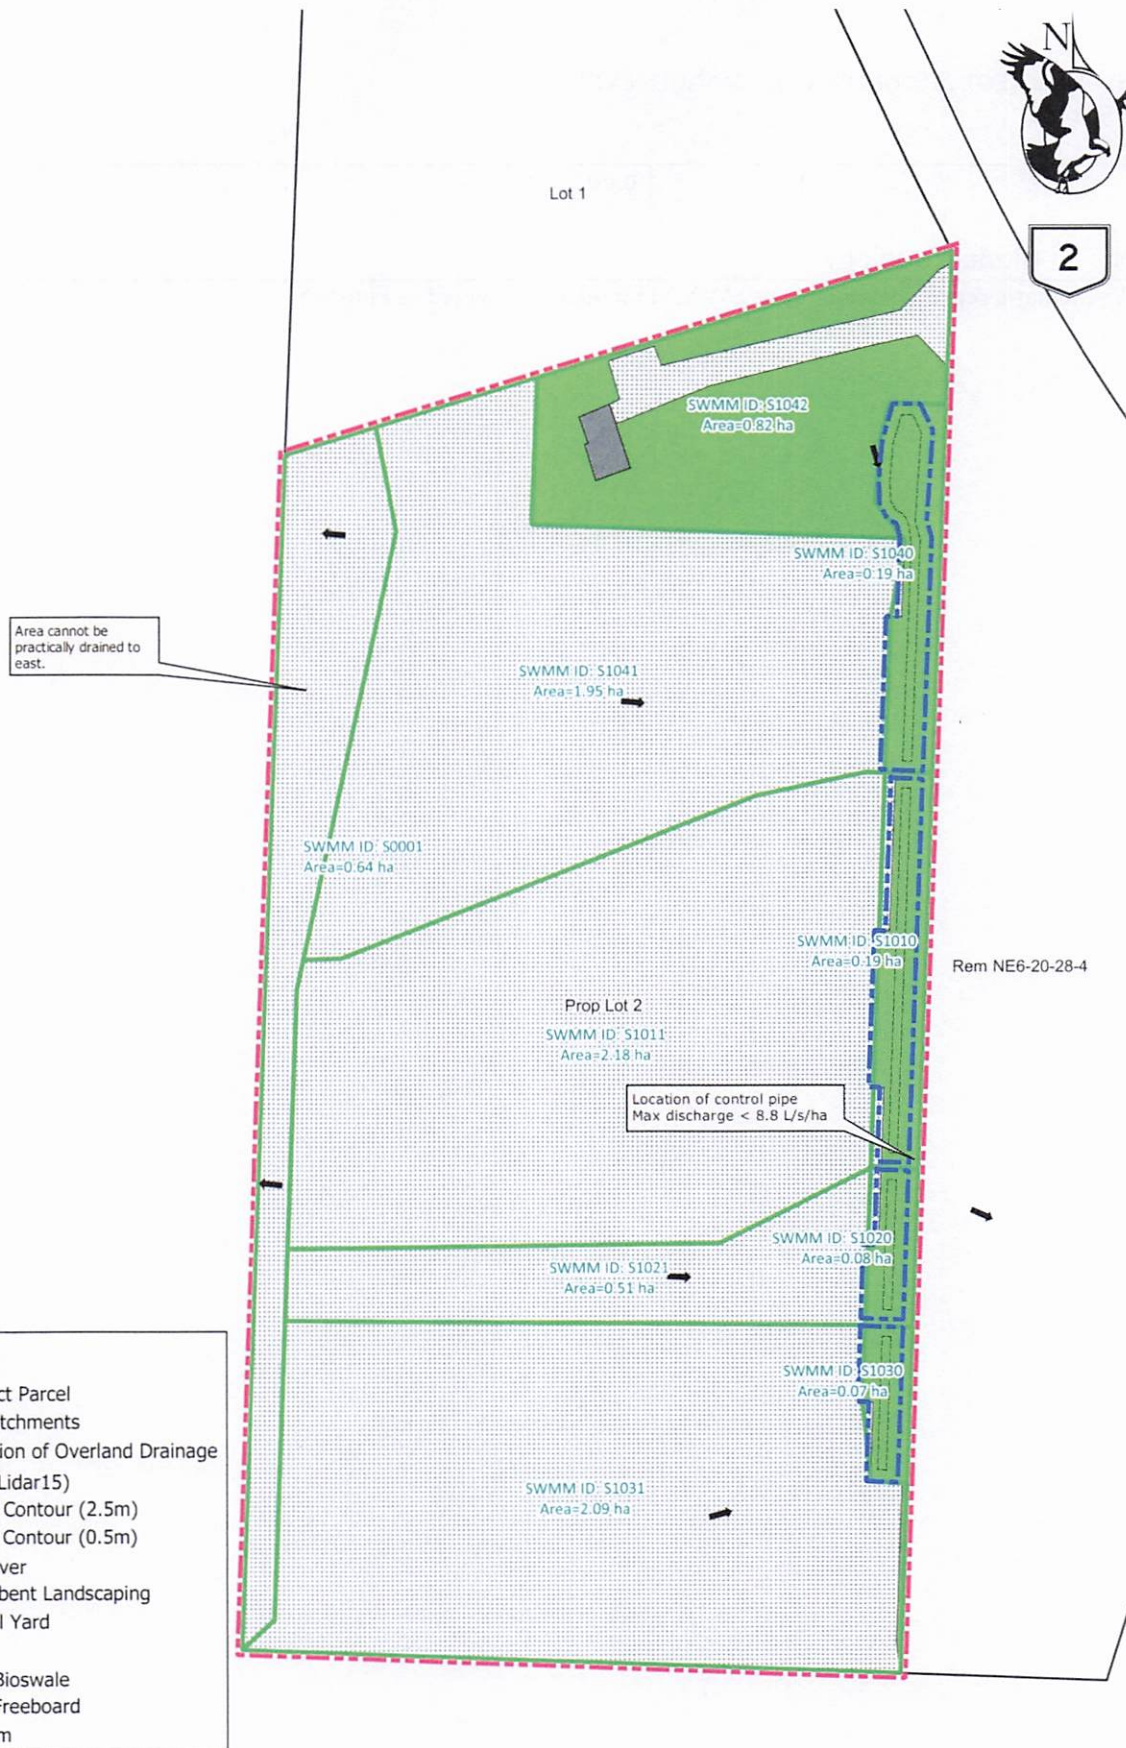 N
Lot 1
2
SWMM ID: S1042
Area=0.82 ha
SWMM ID: S1040
Area=0.19 ha
Area cannot be
practically drained to
east.
SWMM ID: S1041
Area=1.95 ha
SWMM ID: S0001
Area=0.64 ha
SWMM ID: S1010
Area=0.19 ha
Rem NE6-20-28-4
Prop Lot 2
SWMM ID: S1011
Area=2.18 ha
Location of control pipe
Max discharge < 8.8 L/s/ha
SWMM ID: S1020
Area=0.08 ha
SWMM ID: S1021
Area=0.51 ha
SWMM ID: S1030
Area=0.07 ha
SWMM ID: S1031
Area=2.09 ha
ct Parcel
tchments
ion of Overland Drainage
Lidar15)
Contour (2.5m)
Contour (0.5m)
ver
bent Landscaping
l Yard
Bioswale
Freeboard
m